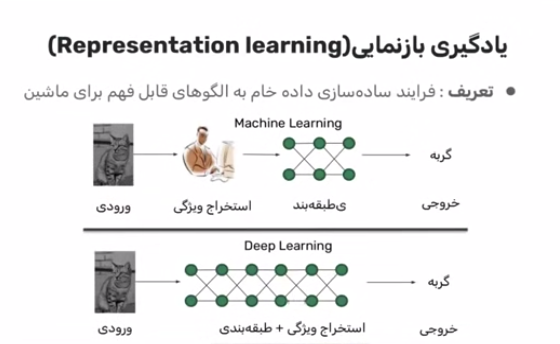 یادگیری بازنمایی(Representation learning)
● تعریف : فرایند ساده‌سازی داده خام به الگوهای قابل فهم برای ماشین
Machine Learning
گربه
ورودی
استخراج ویژگی
ی‌طبقه‌بند
خروجی
Deep Learning
گربه
ورودی
استخراج ویژگی + طبقه‌بندی
خروجی